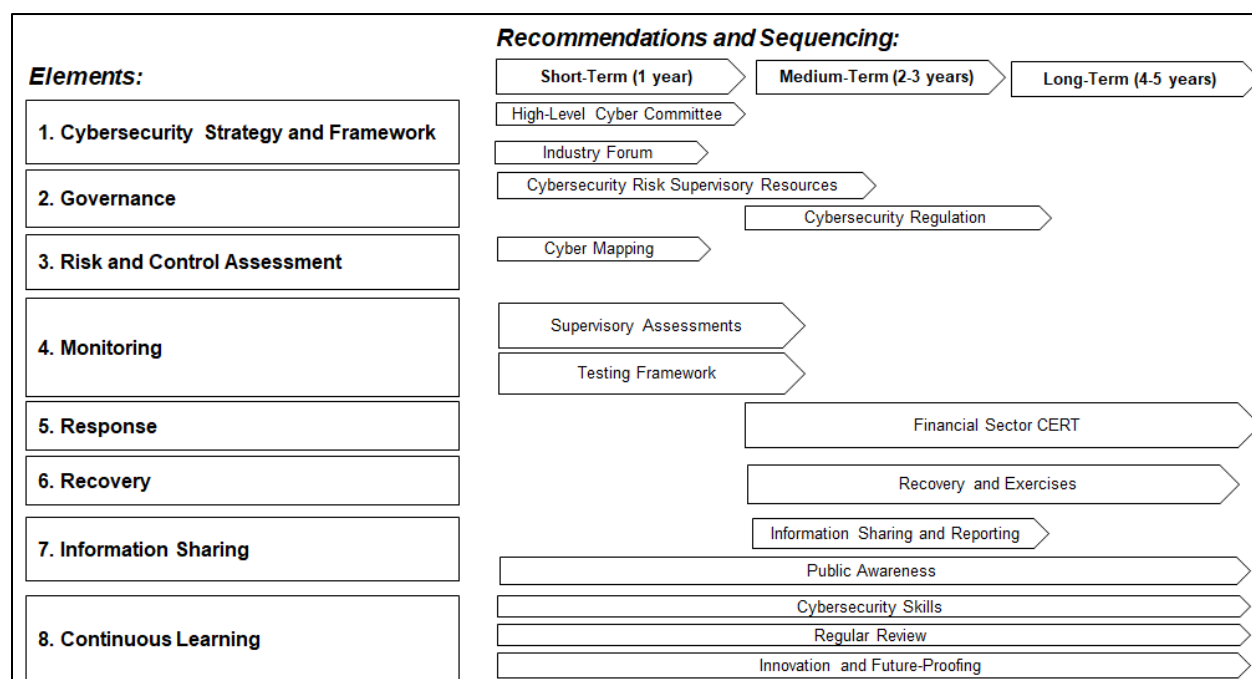 Recommendations and Sequencing:
Elements:
Short-Term (1 year)
Medium-Term (2-3 years)
Long-Term (4-5 years)
1. Cybersecurity Strategy and Framework
High-Level Cyber Committee
Industry Forum
2. Governance
Cybersecurity Risk Supervisory Resources
Cybersecurity Regulation
3. Risk and Control Assessment
Cyber Mapping
4. Monitoring
Supervisory Assessments
Testing Framework
5. Response
Financial Sector CERT
6. Recovery
Recovery and Exercises
7. Information Sharing
Information Sharing and Reporting
Public Awareness
8. Continuous Learning
Cybersecurity Skills
Regular Review
Innovation and Future-Proofing